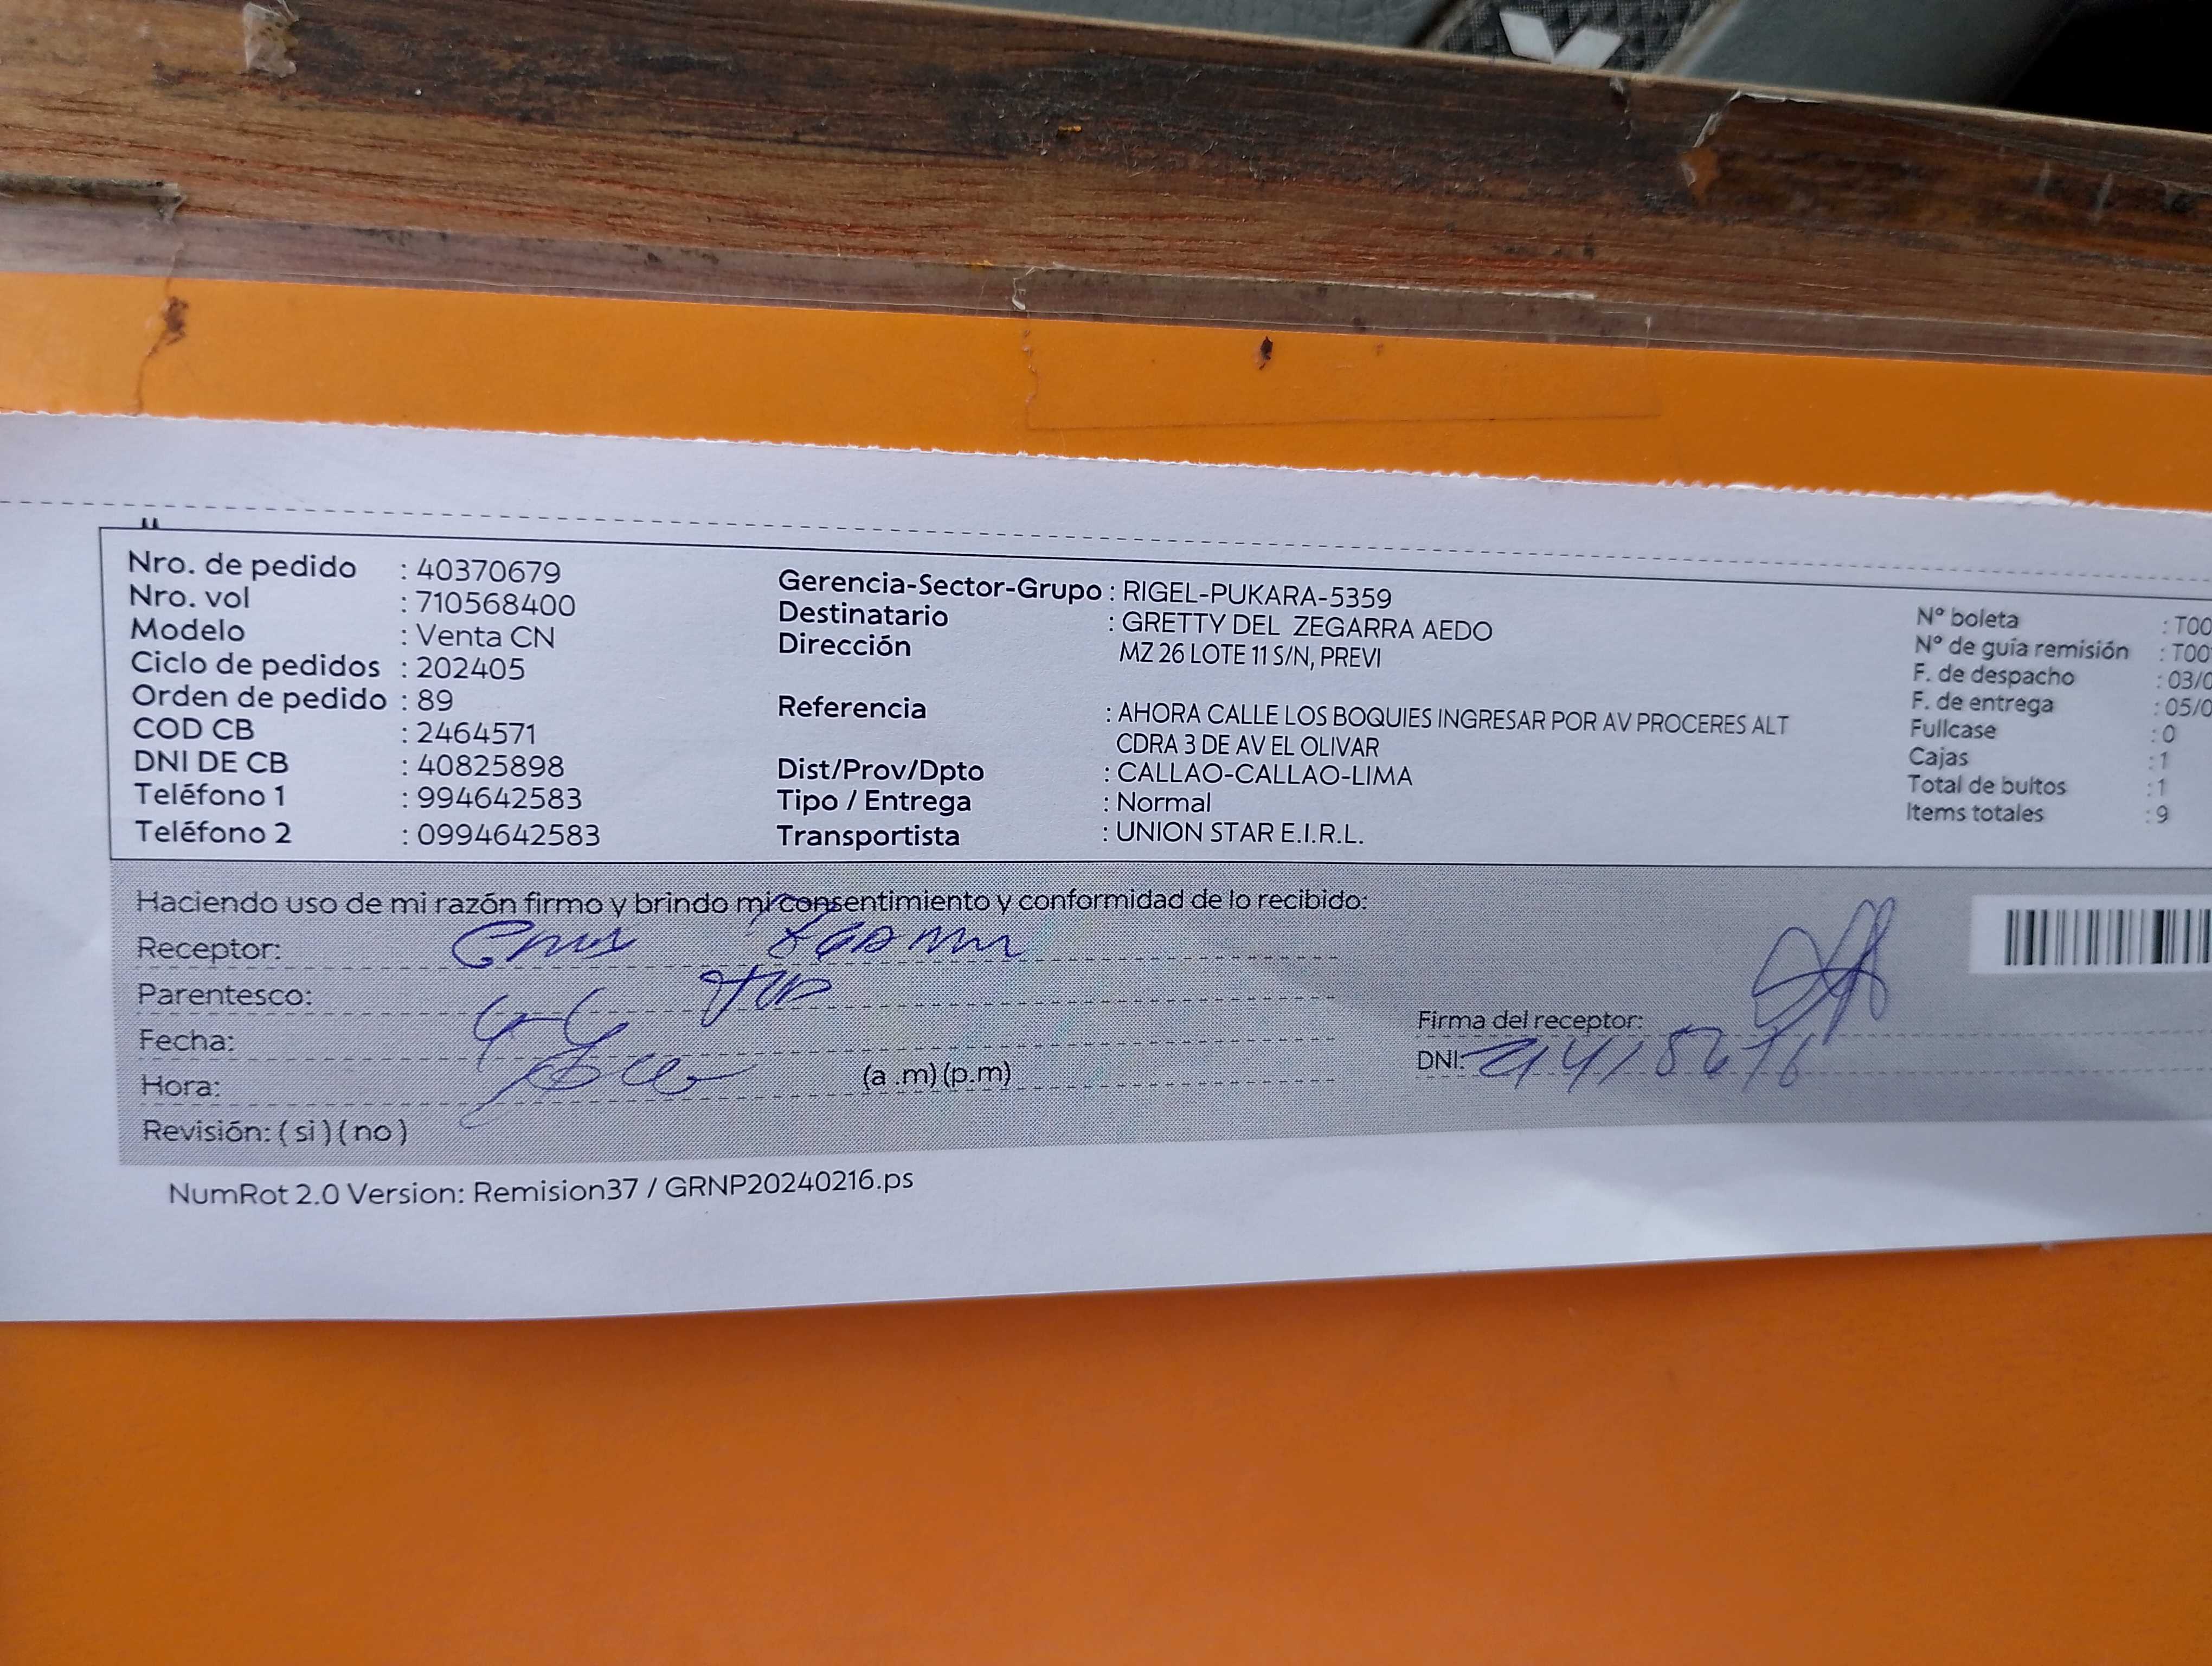 Nro. de pedido : 40370679
Nro. vol : 710568400
Modelo : Venta CN
Ciclo de pedidos : 202405
Orden de pedido : 89
COD CB : 2464571
DNI DE CB : 40825898
Teléfono 1 : 994642583
Teléfono 2 : 0994642583
Gerencia-Sector-Grupo : RIGEL-PUKARA-5359
Destinatario : GRETTY DEL ZEGARRA AEDO
Dirección MZ 26 LOTE 11 S/N, PREVI
Referencia : AHORA CALLE LOS BOQUIES INGRESAR POR AV PROCERES ALT
CDRA 3 DE AV EL OLIVAR
Dist/Prov/Dpto : CALLAO-CALLAO-LIMA
Tipo / Entrega : Normal
Transportista : UNION STAR E.I.R.L.
N° boleta : T00
N° de guía remisión : T00
F. de despacho : 03/0
F. de entrega : 05/0
Fullcase : 0
Cajas : 1
Total de bultos : 1
Items totales : 9
Haciendo uso de mi razón firmo y brindo mi consentimiento y conformidad de lo recibido:
Receptor:
Parentesco:
Fecha:
Hora: (a .m) (p.m)
Revisión: ( si ) ( no )
Firma del receptor:
DNI:
NumRot 2.0 Version: Remision37 / GRNP20240216.ps